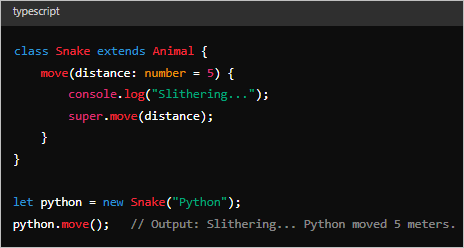 typescript
class Snake extends Animal {
    move(distance: number = 5) {
        console.log("Slithering...");
        super.move(distance);
    }
}
let python = new Snake("Python");
python.move();   // Output: Slithering... Python moved 5 meters.